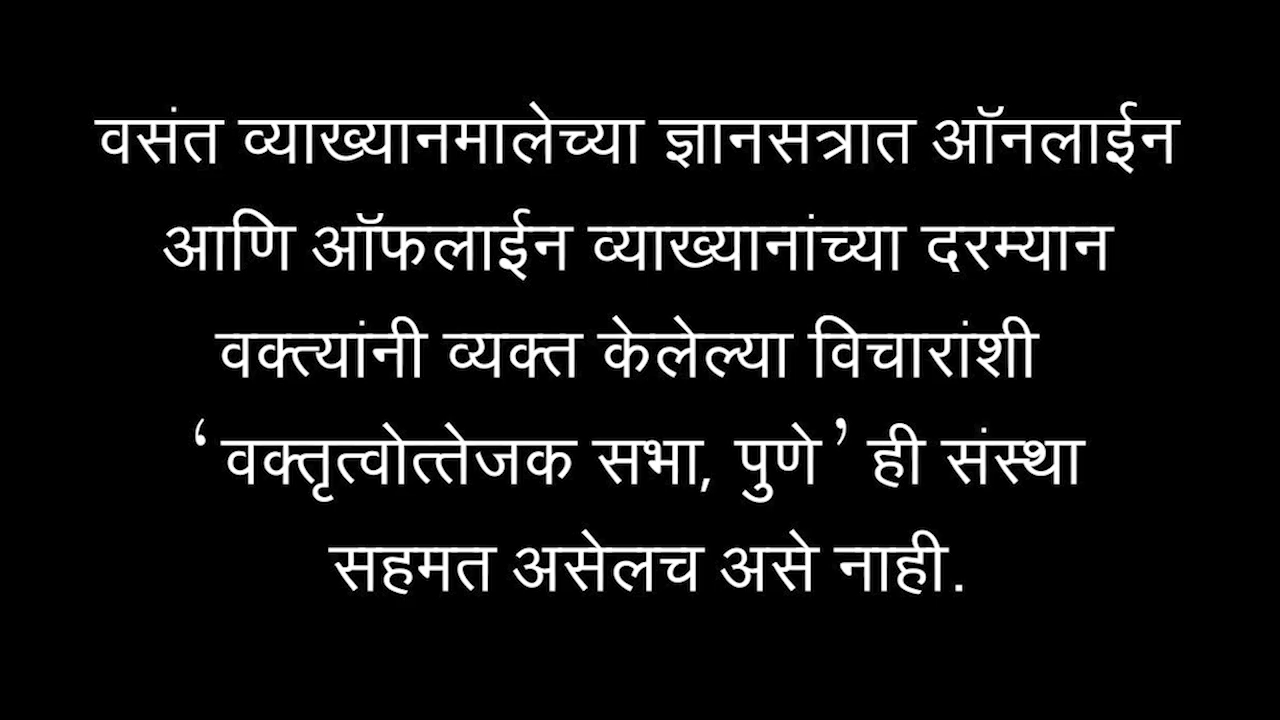 वसंत व्याख्यानमालेच्या ज्ञानसत्रात ऑनलाईन
आणि ऑफलाईन व्याख्यानांच्या दरम्यान
वक्त्यांनी व्यक्त केलेल्या विचारांशी
‘वक्तृत्वोत्तेजक सभा, पुणे’ ही संस्था
सहमत असेलच असे नाही.